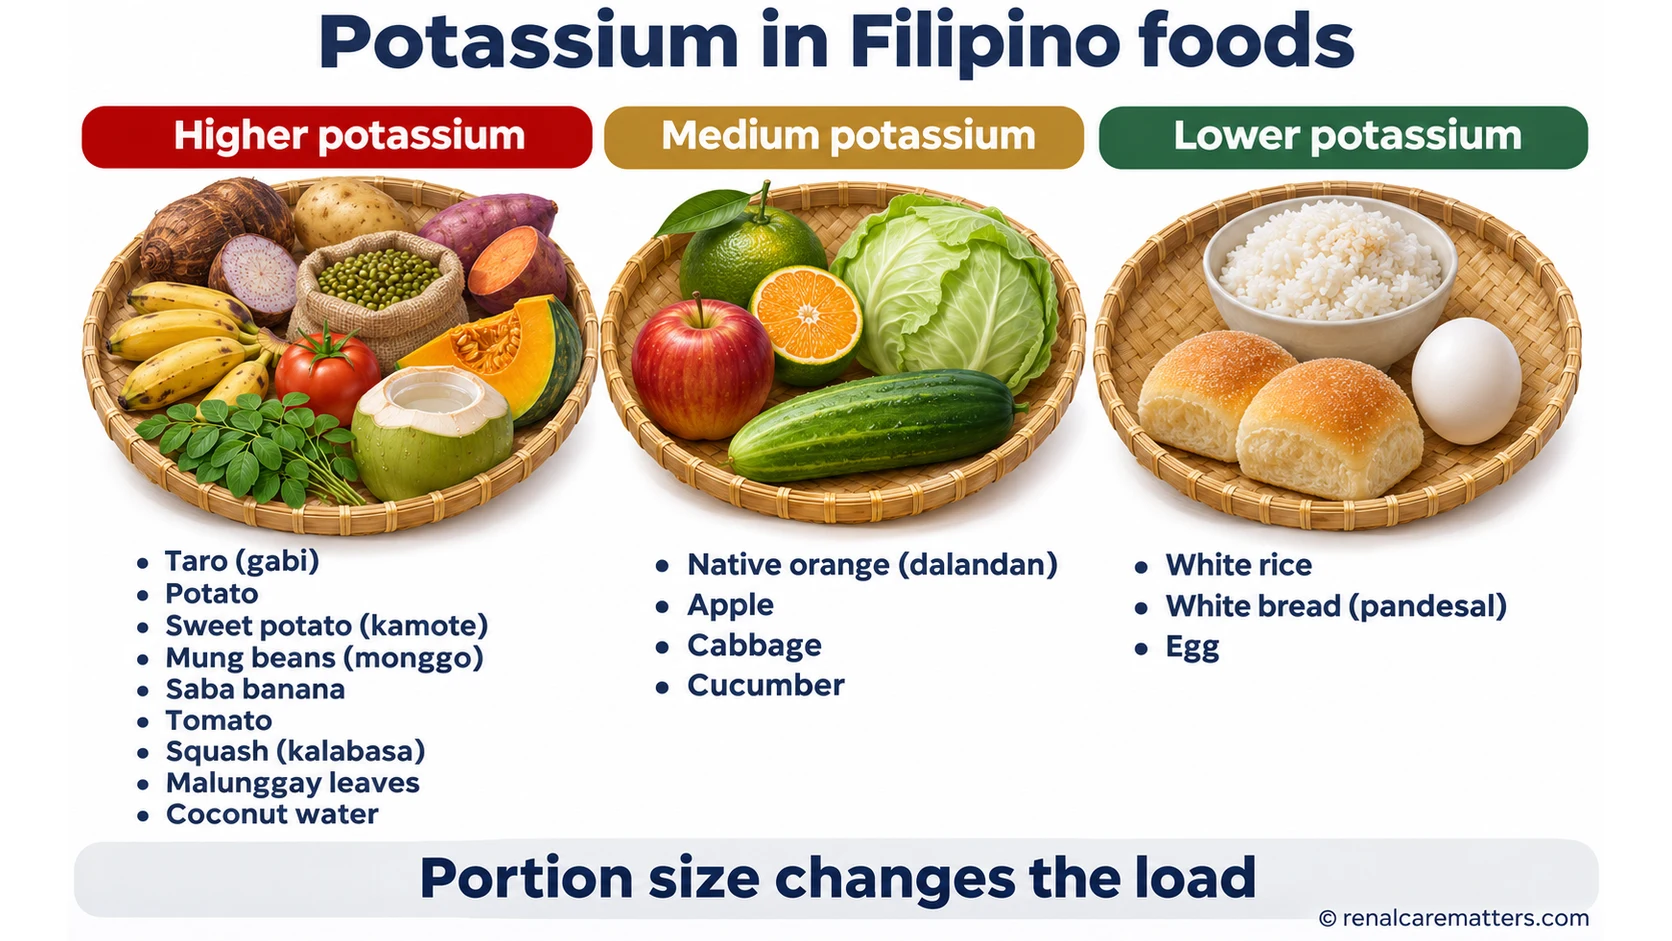 Potassium in Filipino foods
Higher potassium
Taro (gabi)
Potato
Sweet potato (kamote)
Mung beans (monggo)
Saba banana
Tomato
Squash (kalabasa)
Malunggay leaves
Coconut water
Medium potassium
Native orange (dalandan)
Apple
Cabbage
Cucumber
Lower potassium
White rice
White bread (pandesal)
Egg
Portion size changes the load
© renalcarematters.com